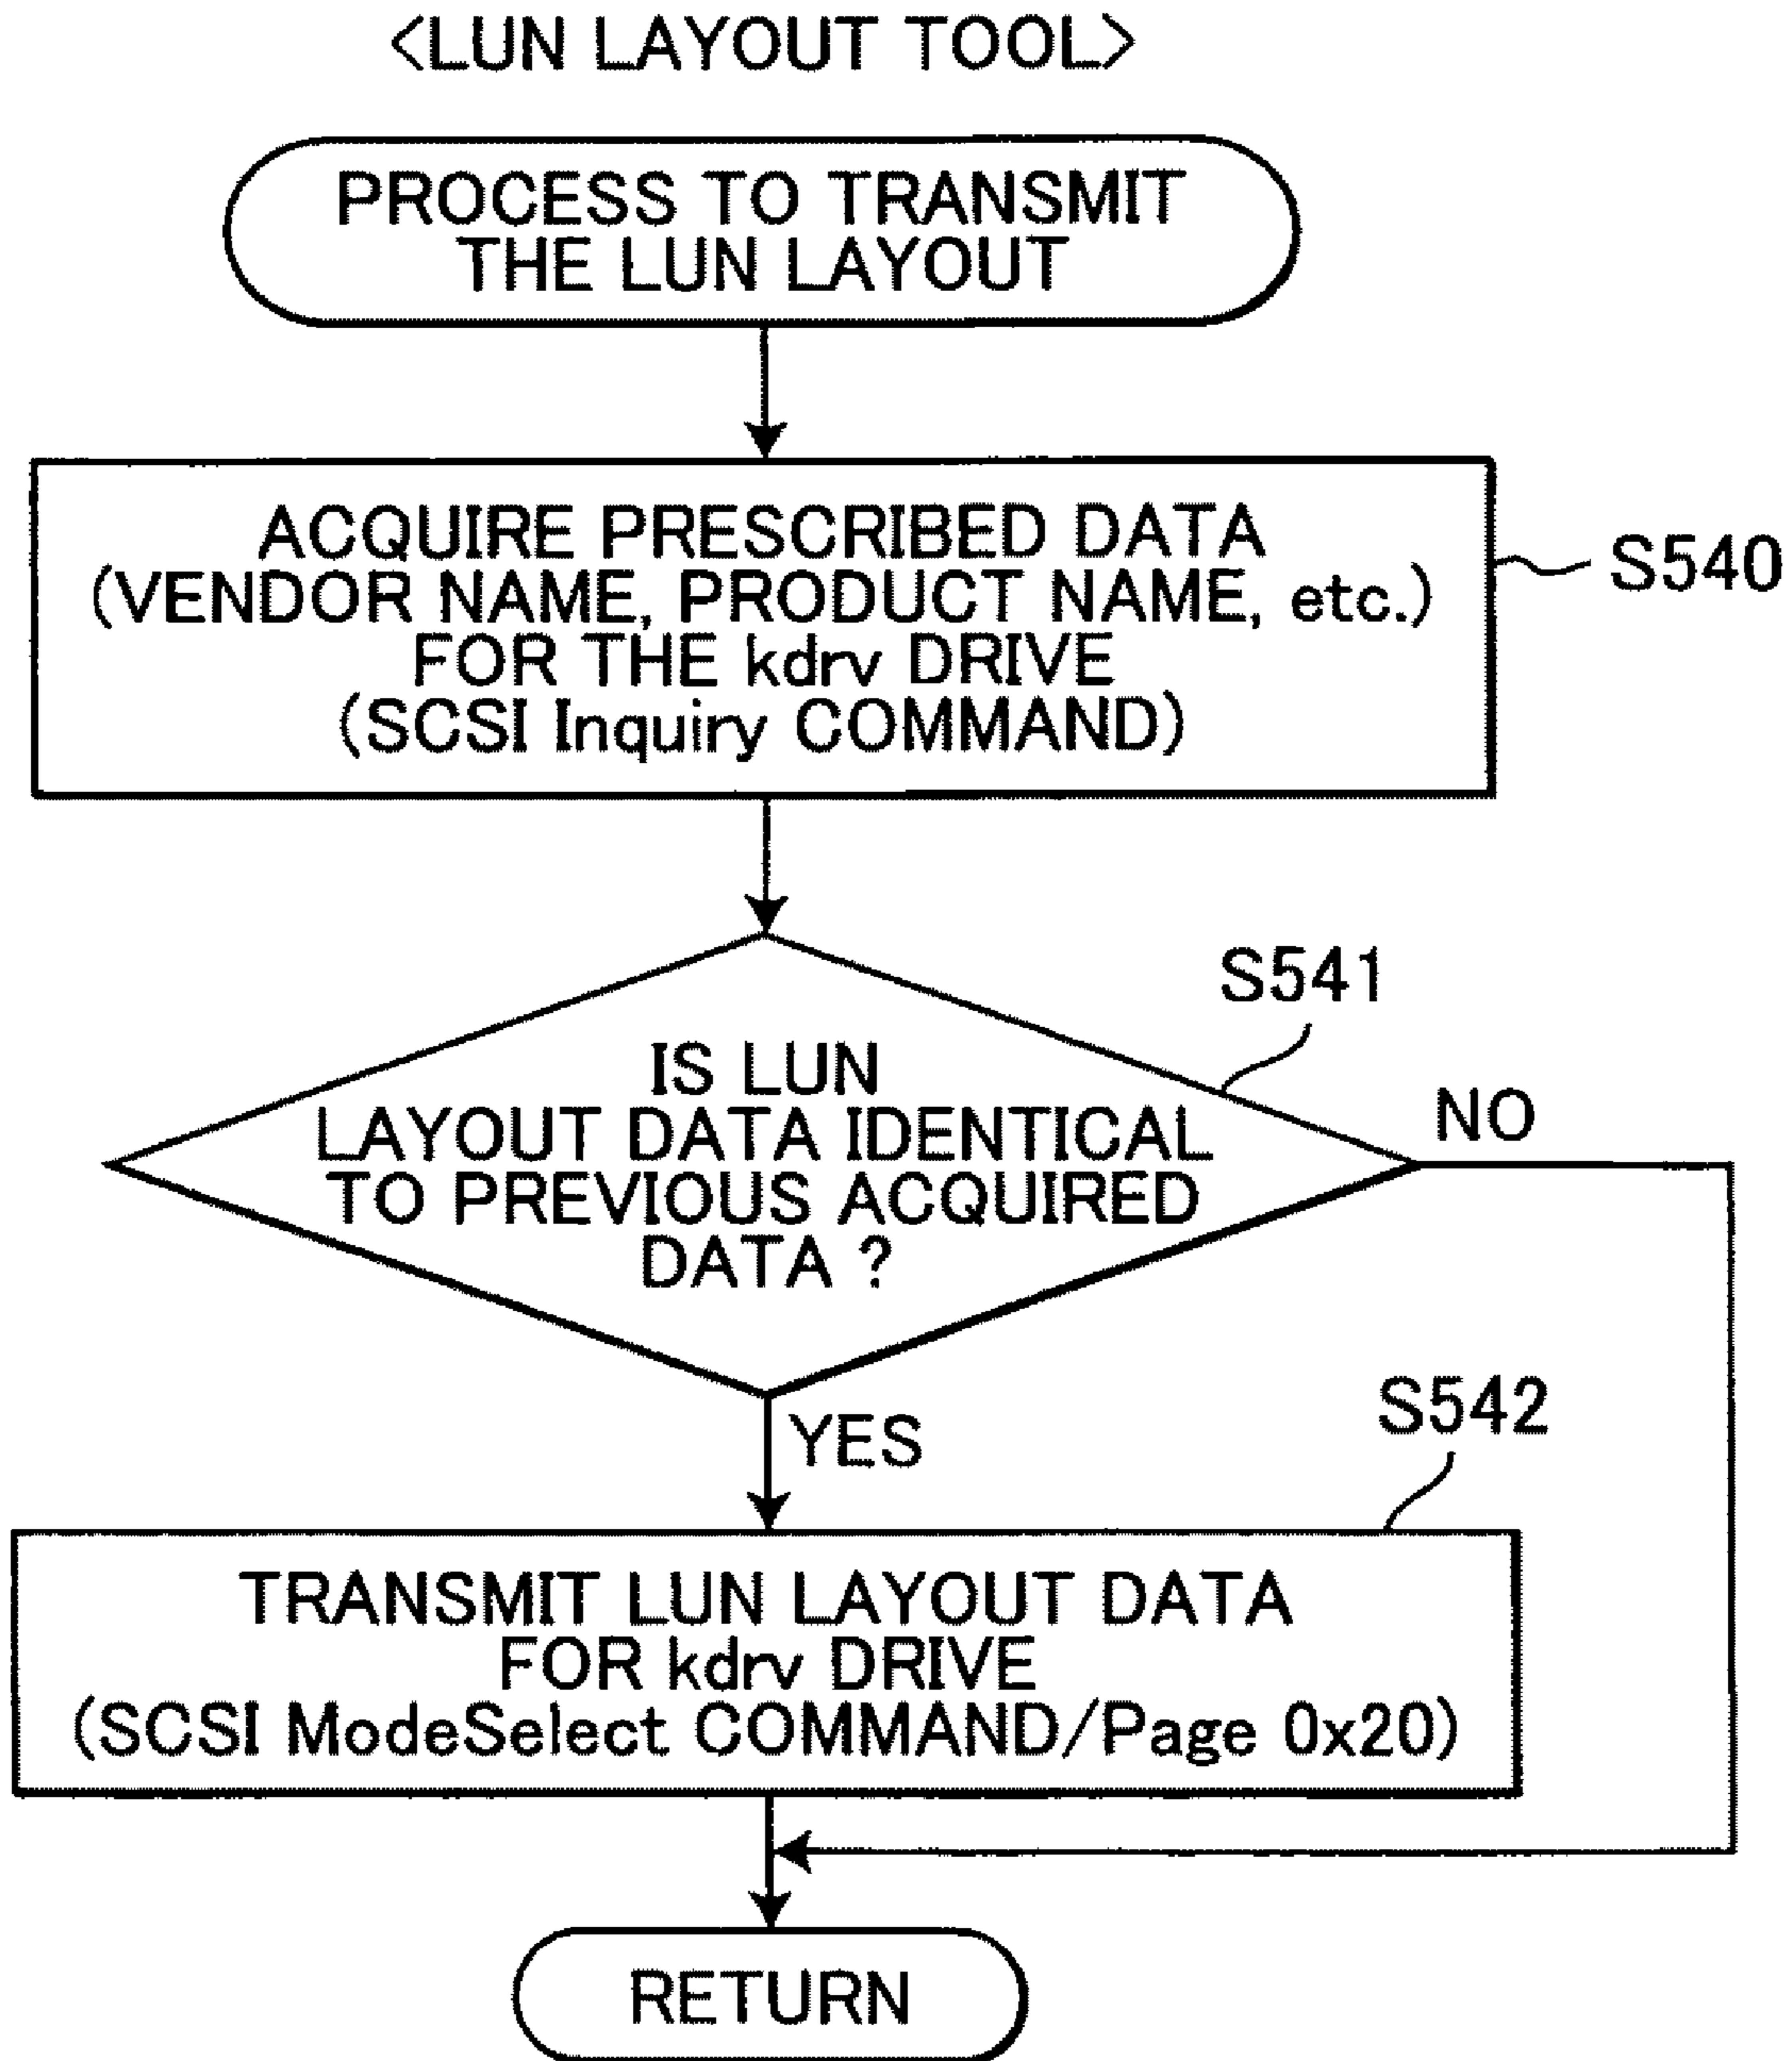 <LUN LAYOUT TOOL>
PROCESS TO TRANSMIT
THE LUN LAYOUT
ACQUIRE PRESCRIBED DATA
(VENDOR NAME, PRODUCT NAME, etc.)
FOR THE kdrv DRIVE
(SCSI Inquiry COMMAND)
S540
S541
IS LUN
LAYOUT DATA IDENTICAL
TO PREVIOUS ACQUIRED
DATA ?
NO
YES
S542
TRANSMIT LUN LAYOUT DATA
FOR kdrv DRIVE
(SCSI ModeSelect COMMAND/Page 0x20)
RETURN